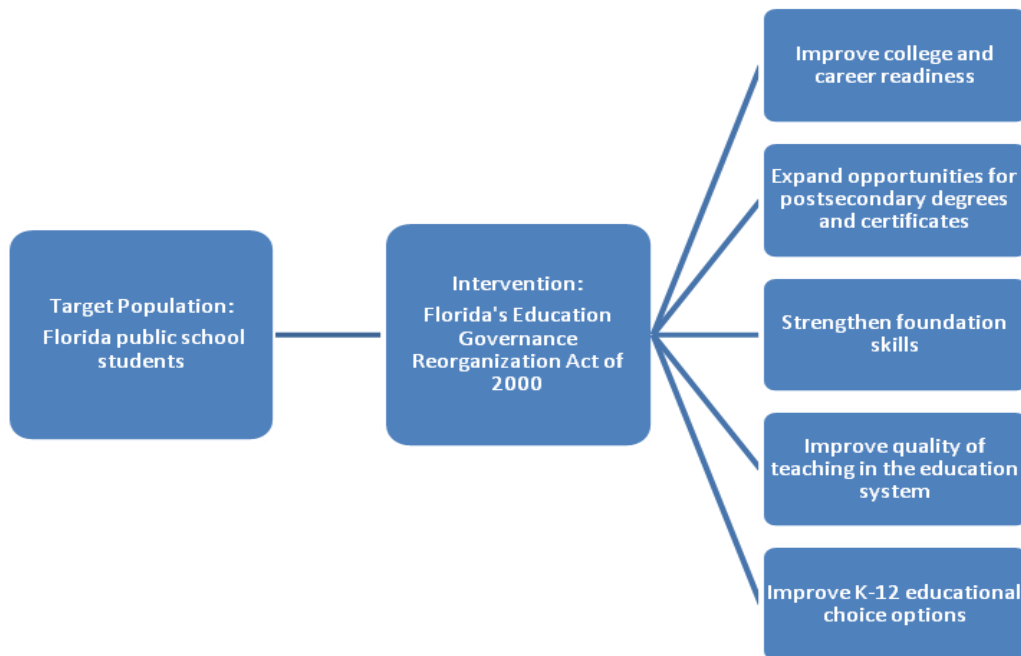 Target Population:
Florida public school
students
Intervention:
Florida's Education
Governance
Reorganization Act of
2000
Improve college and
career readiness
Expand opportunities for
postsecondary degrees
and certificates
Strengthen foundation
skills
Improve quality of
teaching in the education
system
Improve K-12 educational
choice options